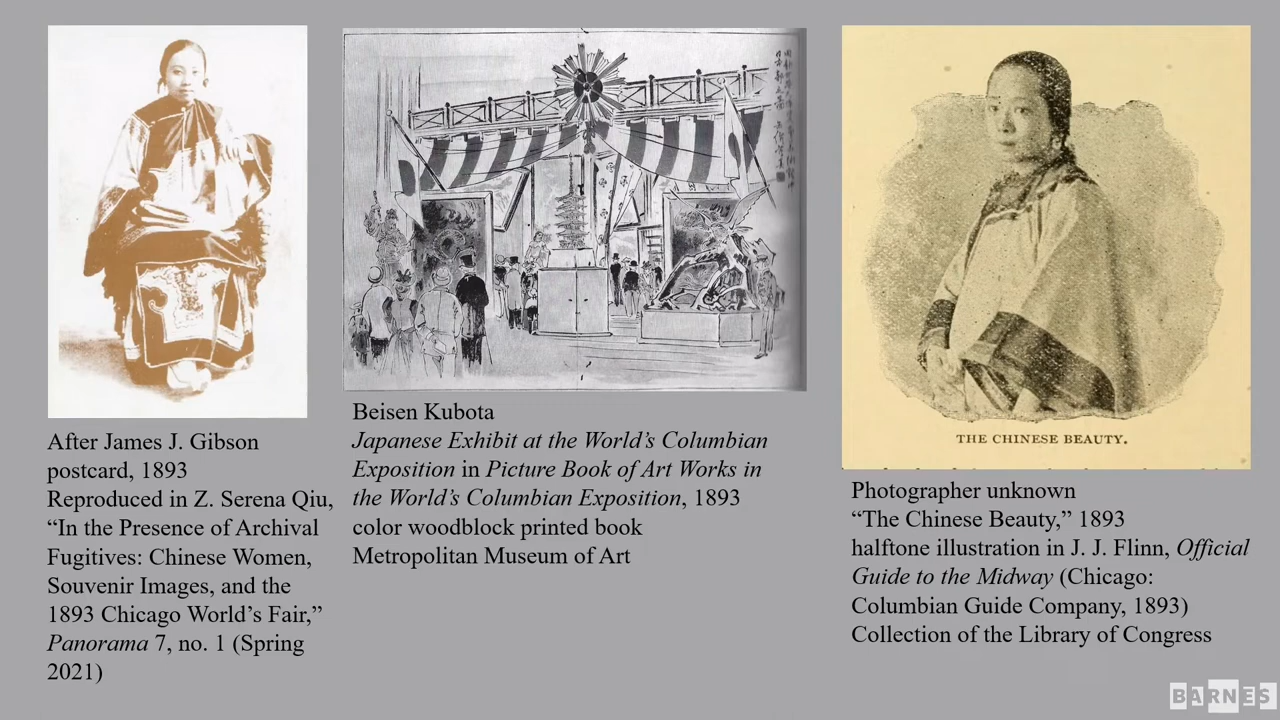 After James J. Gibson
postcard, 1893
Reproduced in Z. Serena Qiu,
“In the Presence of Archival
Fugitives: Chinese Women,
Souvenir Images, and the
1893 Chicago World’s Fair,”
Panorama 7, no. 1 (Spring
2021)
Beisen Kubota
Japanese Exhibit at the World’s Columbian
Exposition in Picture Book of Art Works in
the World’s Columbian Exposition, 1893
color woodblock printed book
Metropolitan Museum of Art
THE CHINESE BEAUTY.
Photographer unknown
“The Chinese Beauty,” 1893
halftone illustration in J. J. Flinn, Official
Guide to the Midway (Chicago:
Columbian Guide Company, 1893)
Collection of the Library of Congress
BARNES